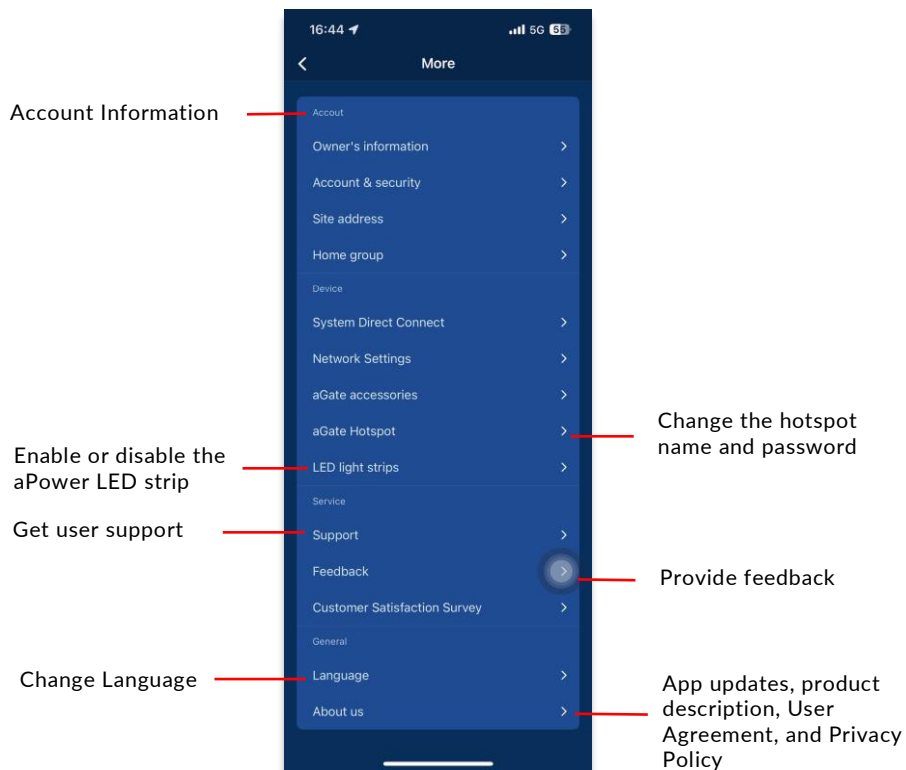 16:44
5G 55
More
Account Information
Accout
Owner's information
Account & security
Site address
Home group
Device
System Direct Connect
Network Settings
aGate accessories
aGate Hotspot
Change the hotspot
name and password
Enable or disable the
aPower LED strip
LED light strips
Service
Get user support
Support
Feedback
Provide feedback
Customer Satisfaction Survey
General
Change Language
Language
About us
App updates, product
description, User
Agreement, and Privacy
Policy